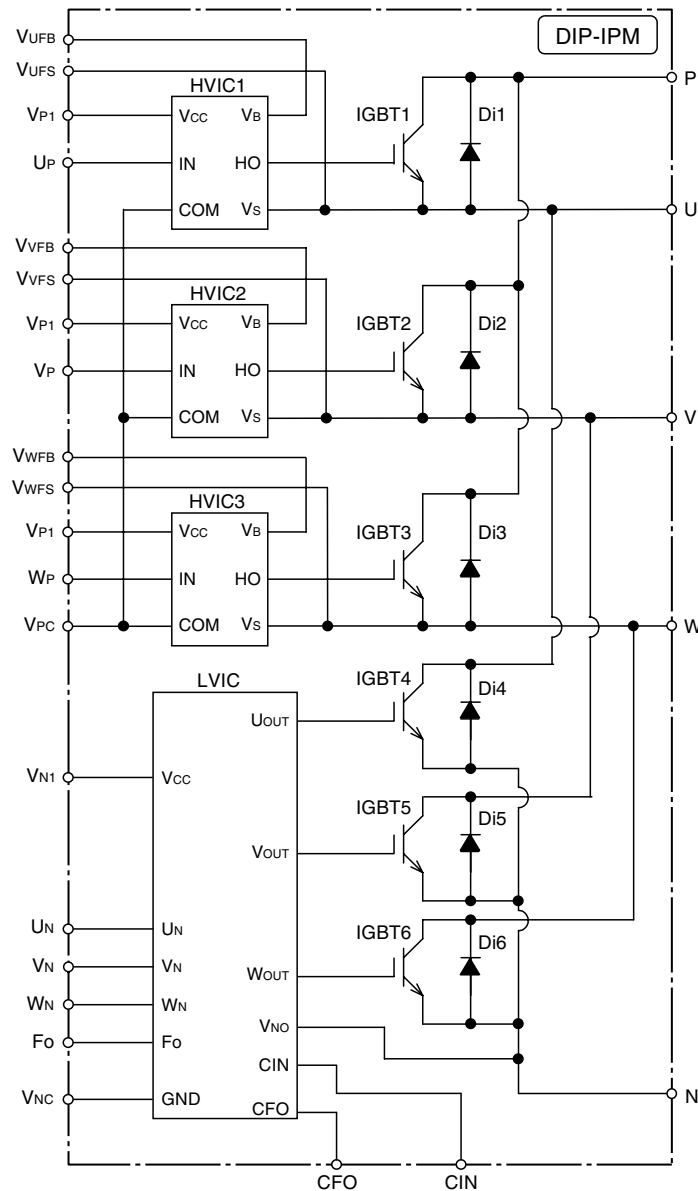 DIP-IPM
VUFB
VUFS
HVIC1
VP1
VCC
VB
IGBT1
Di1
P
UP
IN
HO
COM
VS
U
VVFB
VVFS
HVIC2
VP1
VCC
VB
IGBT2
Di2
VP
IN
HO
COM
VS
V
VWFB
VWFS
HVIC3
VP1
VCC
VB
IGBT3
Di3
WP
IN
HO
VPC
COM
VS
W
LVIC
IGBT4
Di4
UOUT
VN1
VCC
IGBT5
Di5
VOUT
UN
UN
IGBT6
Di6
VN
VN
WOUT
WN
WN
VNO
Fo
Fo
CIN
VNC
GND
CFO
N
CFO
CIN